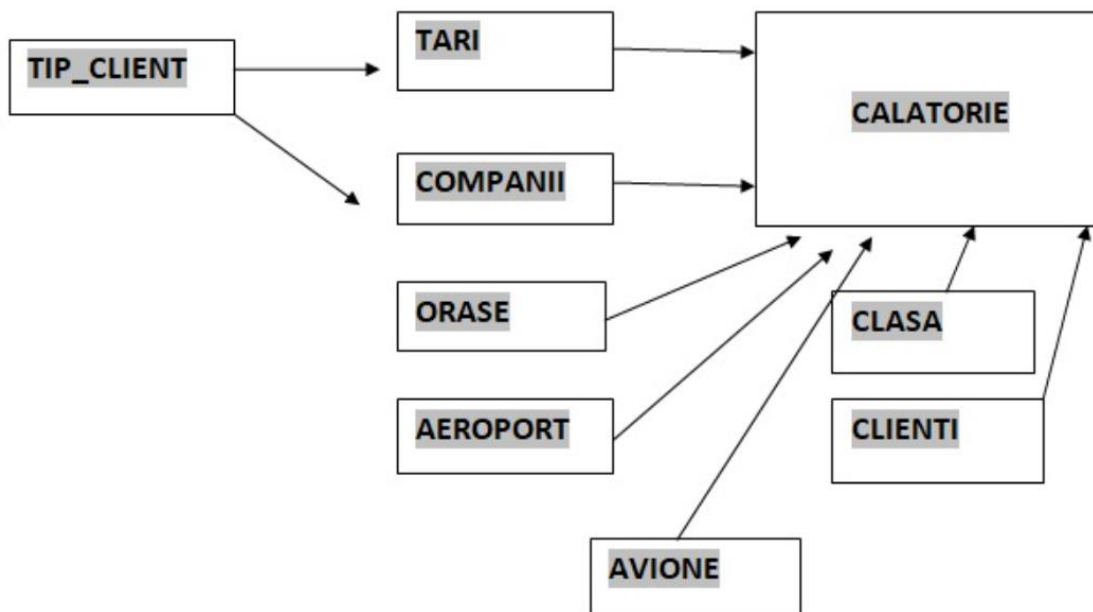 TIP_CLIENT
TARI
CALATORIE
COMPANII
ORASE
CLASA
AEROPORT
CLIENTI
AVIONE